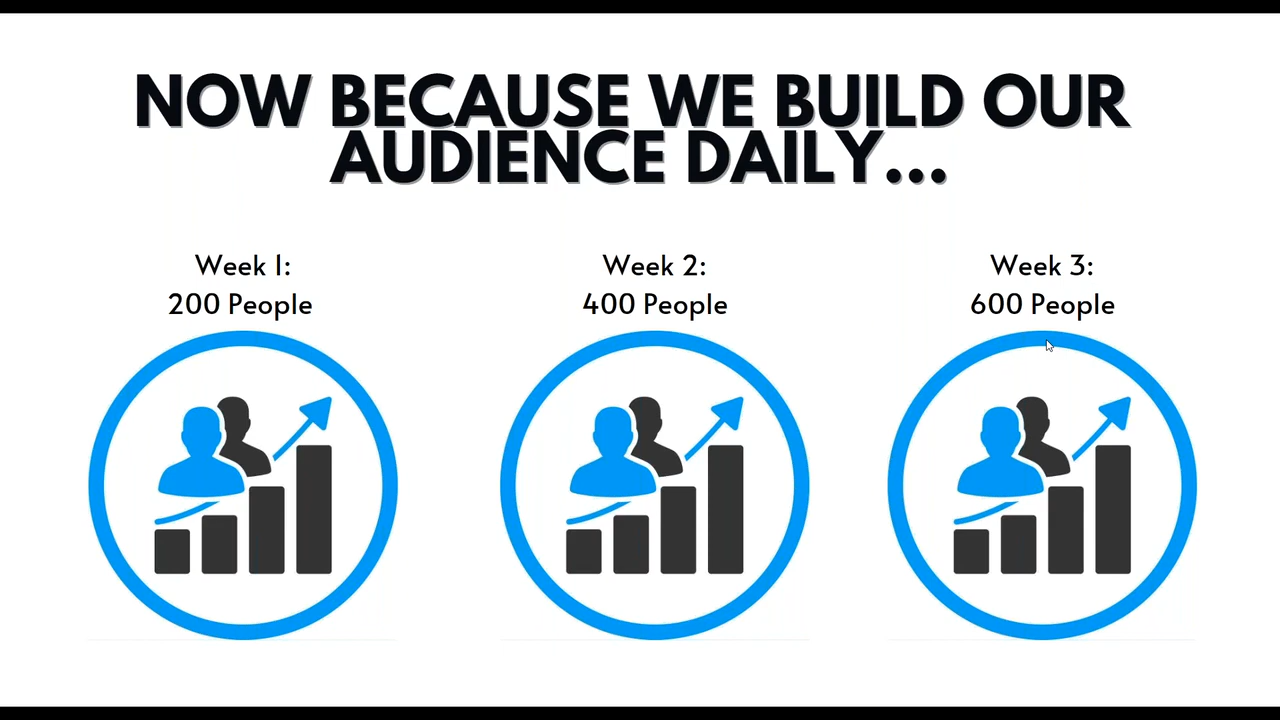 NOW BECAUSE WE BUILD OUR
AUDIENCE DAILY...
Week 1:
200 People
Week 2:
400 People
Week 3:
600 People